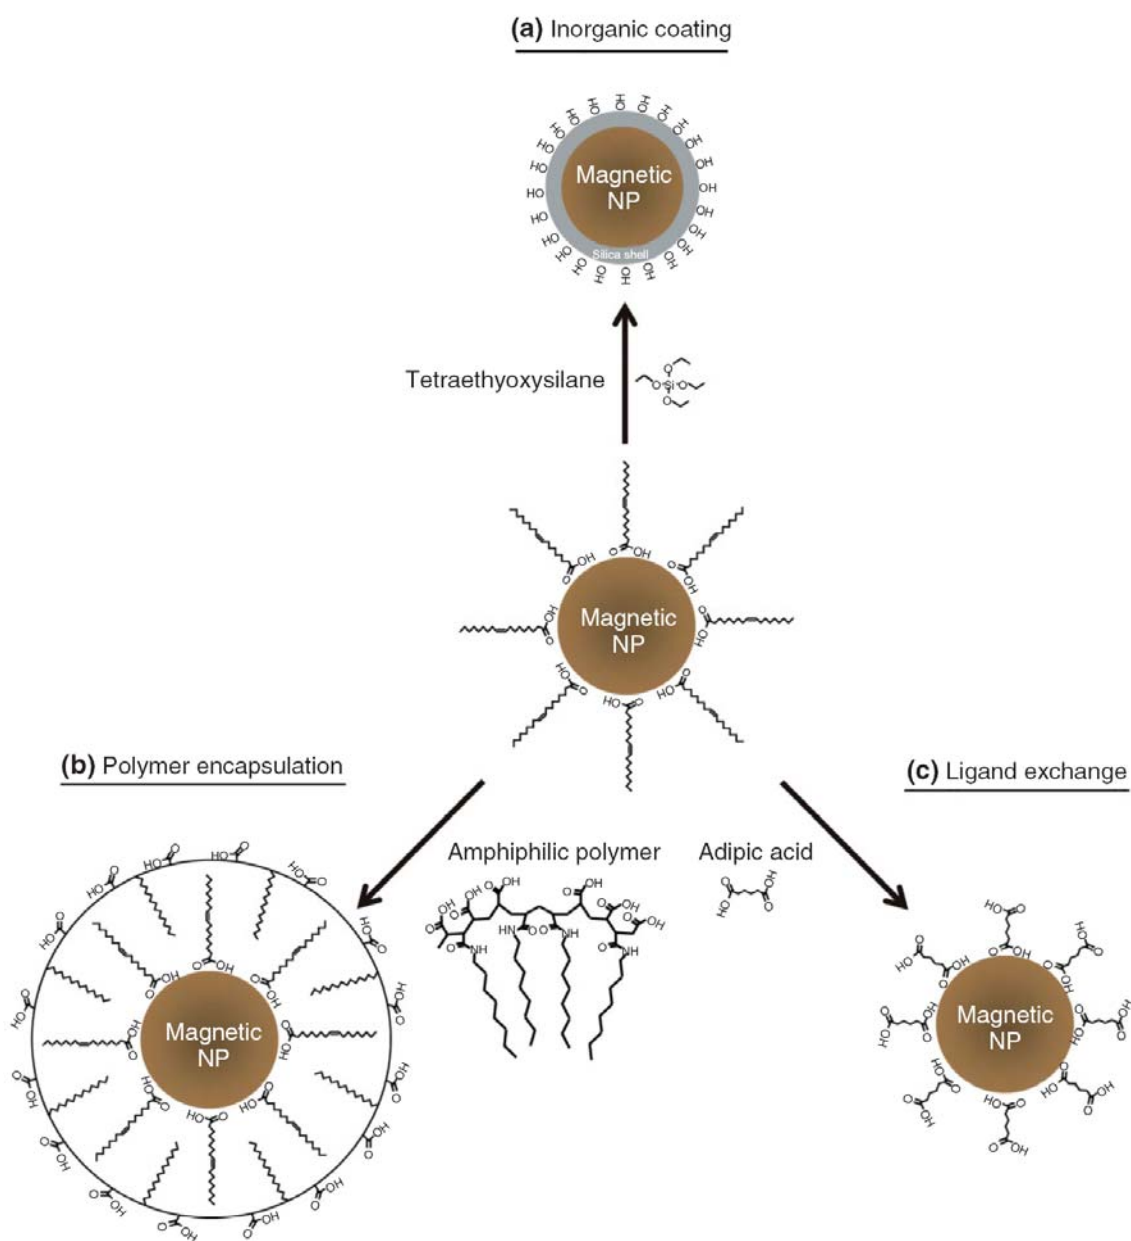 (a) Inorganic coating
Magnetic
NP
Silica shell
Tetraethyoxysilane
Si
Magnetic
NP
(b) Polymer encapsulation
(c) Ligand exchange
Amphiphilic polymer
Adipic acid
Magnetic
NP
Magnetic
NP